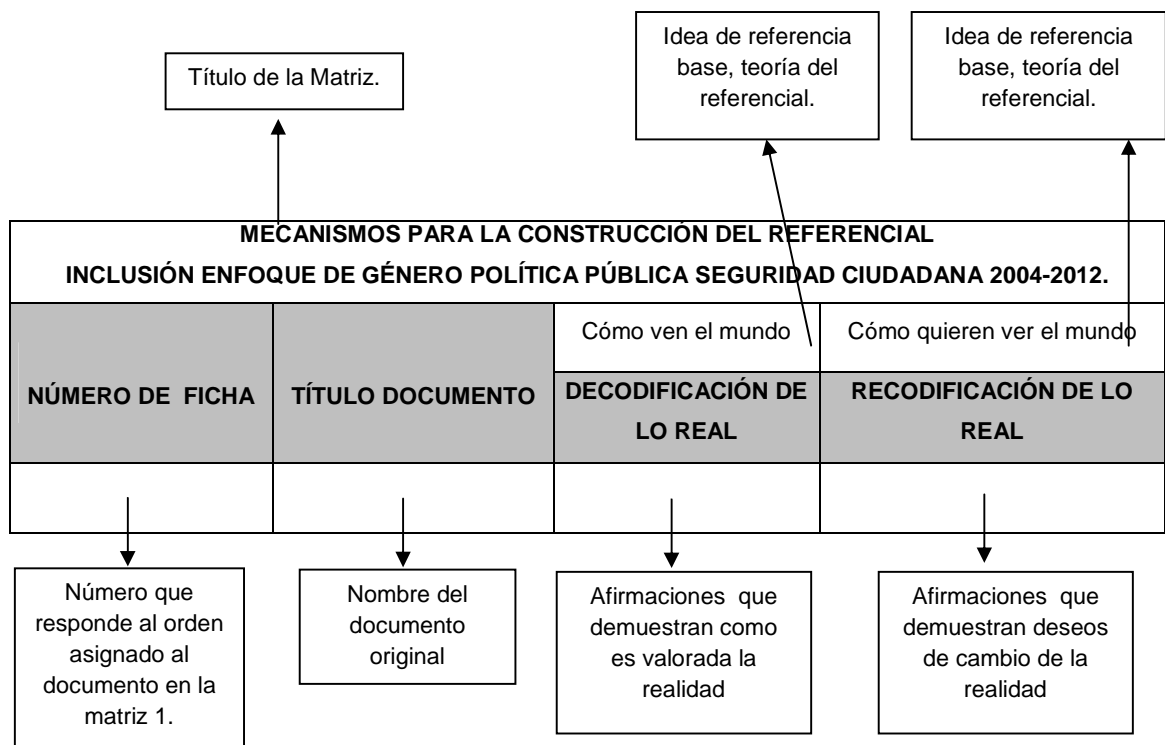 Título de la Matriz.
Idea de referencia
base, teoría del
referencial.
Idea de referencia
base, teoría del
referencial.
MECANISMOS PARA LA CONSTRUCCIÓN DEL REFERENCIAL
INCLUSIÓN ENFOQUE DE GÉNERO POLÍTICA PÚBLICA SEGURIDAD CIUDADANA 2004-2012.
NÚMERO DE FICHA
TÍTULO DOCUMENTO
Cómo ven el mundo
DECODIFICACIÓN DE
LO REAL
Cómo quieren ver el mundo
RECODIFICACIÓN DE LO
REAL
Número que
responde al orden
asignado al
documento en la
matriz 1.
Nombre del
documento
original
Afirmaciones que
demuestran como
es valorada la
realidad
Afirmaciones que
demuestran deseos
de cambio de la
realidad